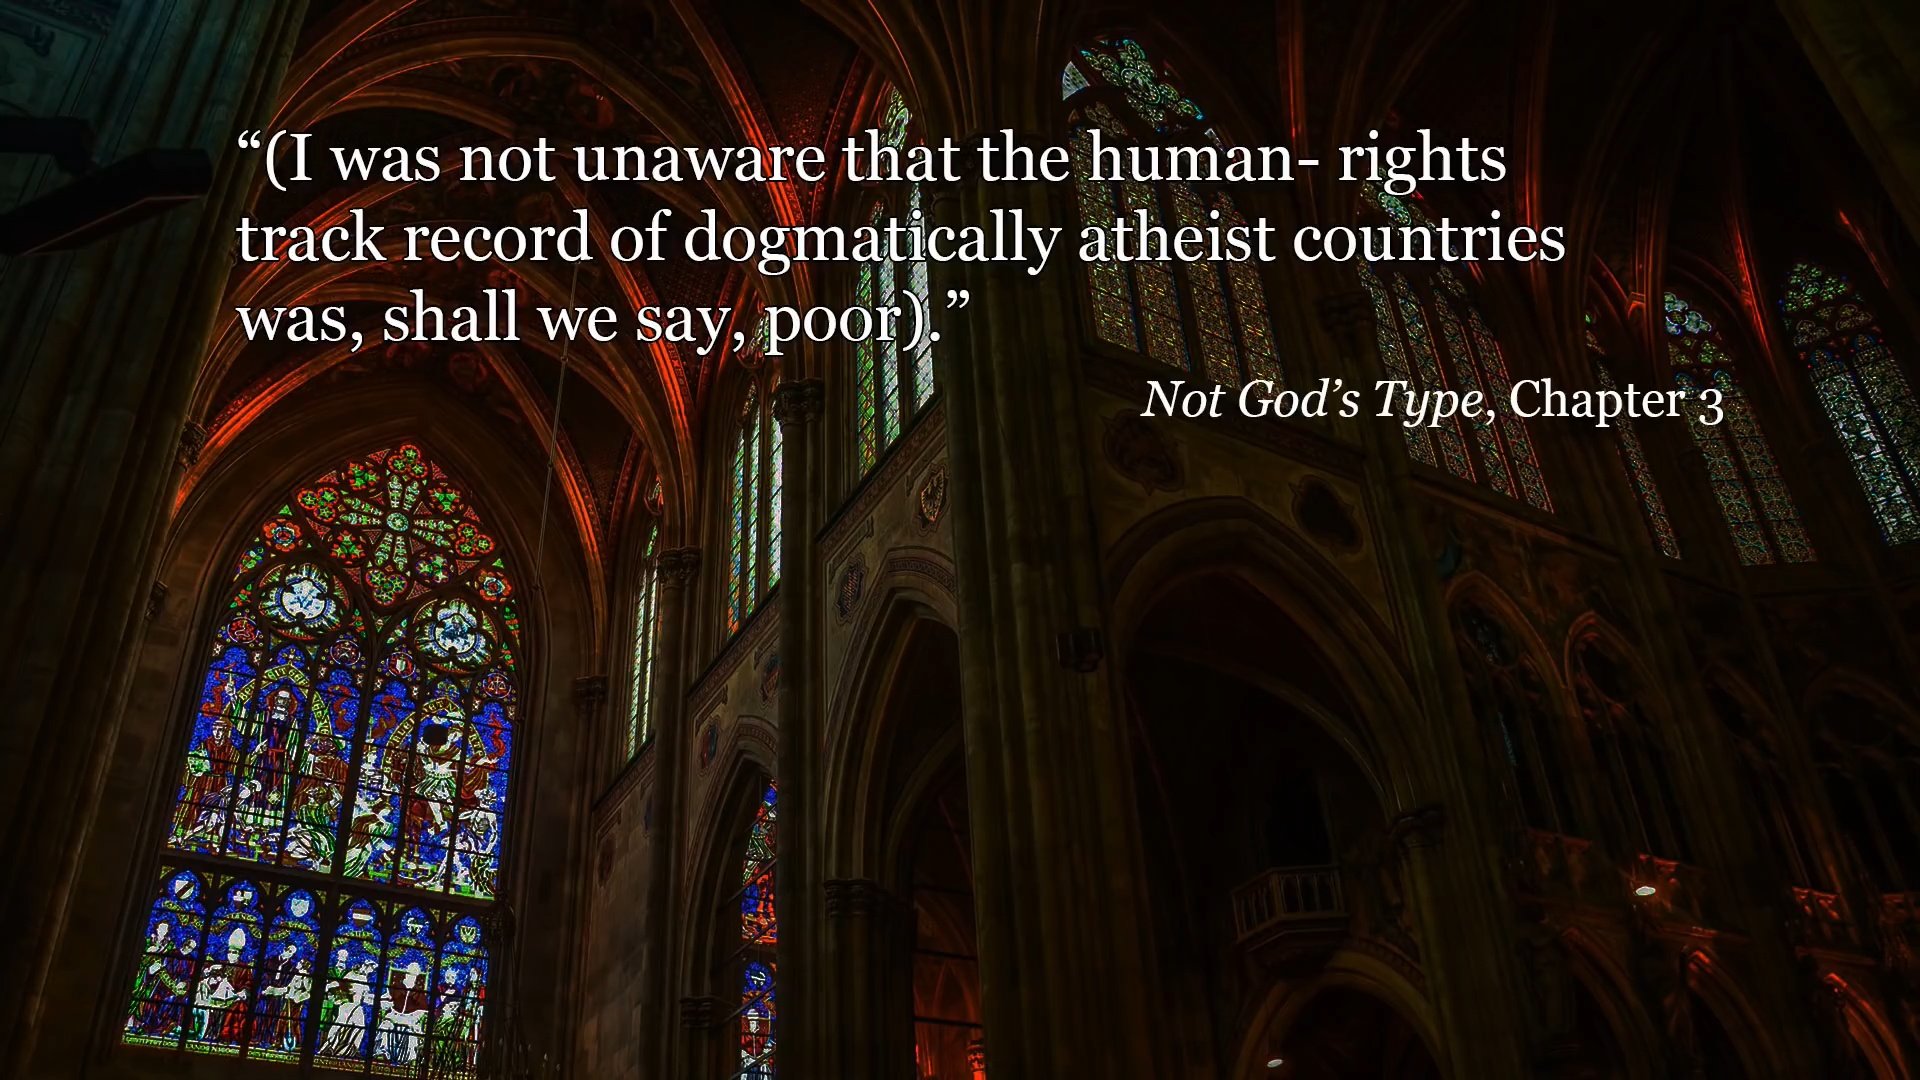 “(I was not unaware that the human- rights
track record of dogmatically atheist countries
was, shall we say, poor).”
Not God’s Type, Chapter 3